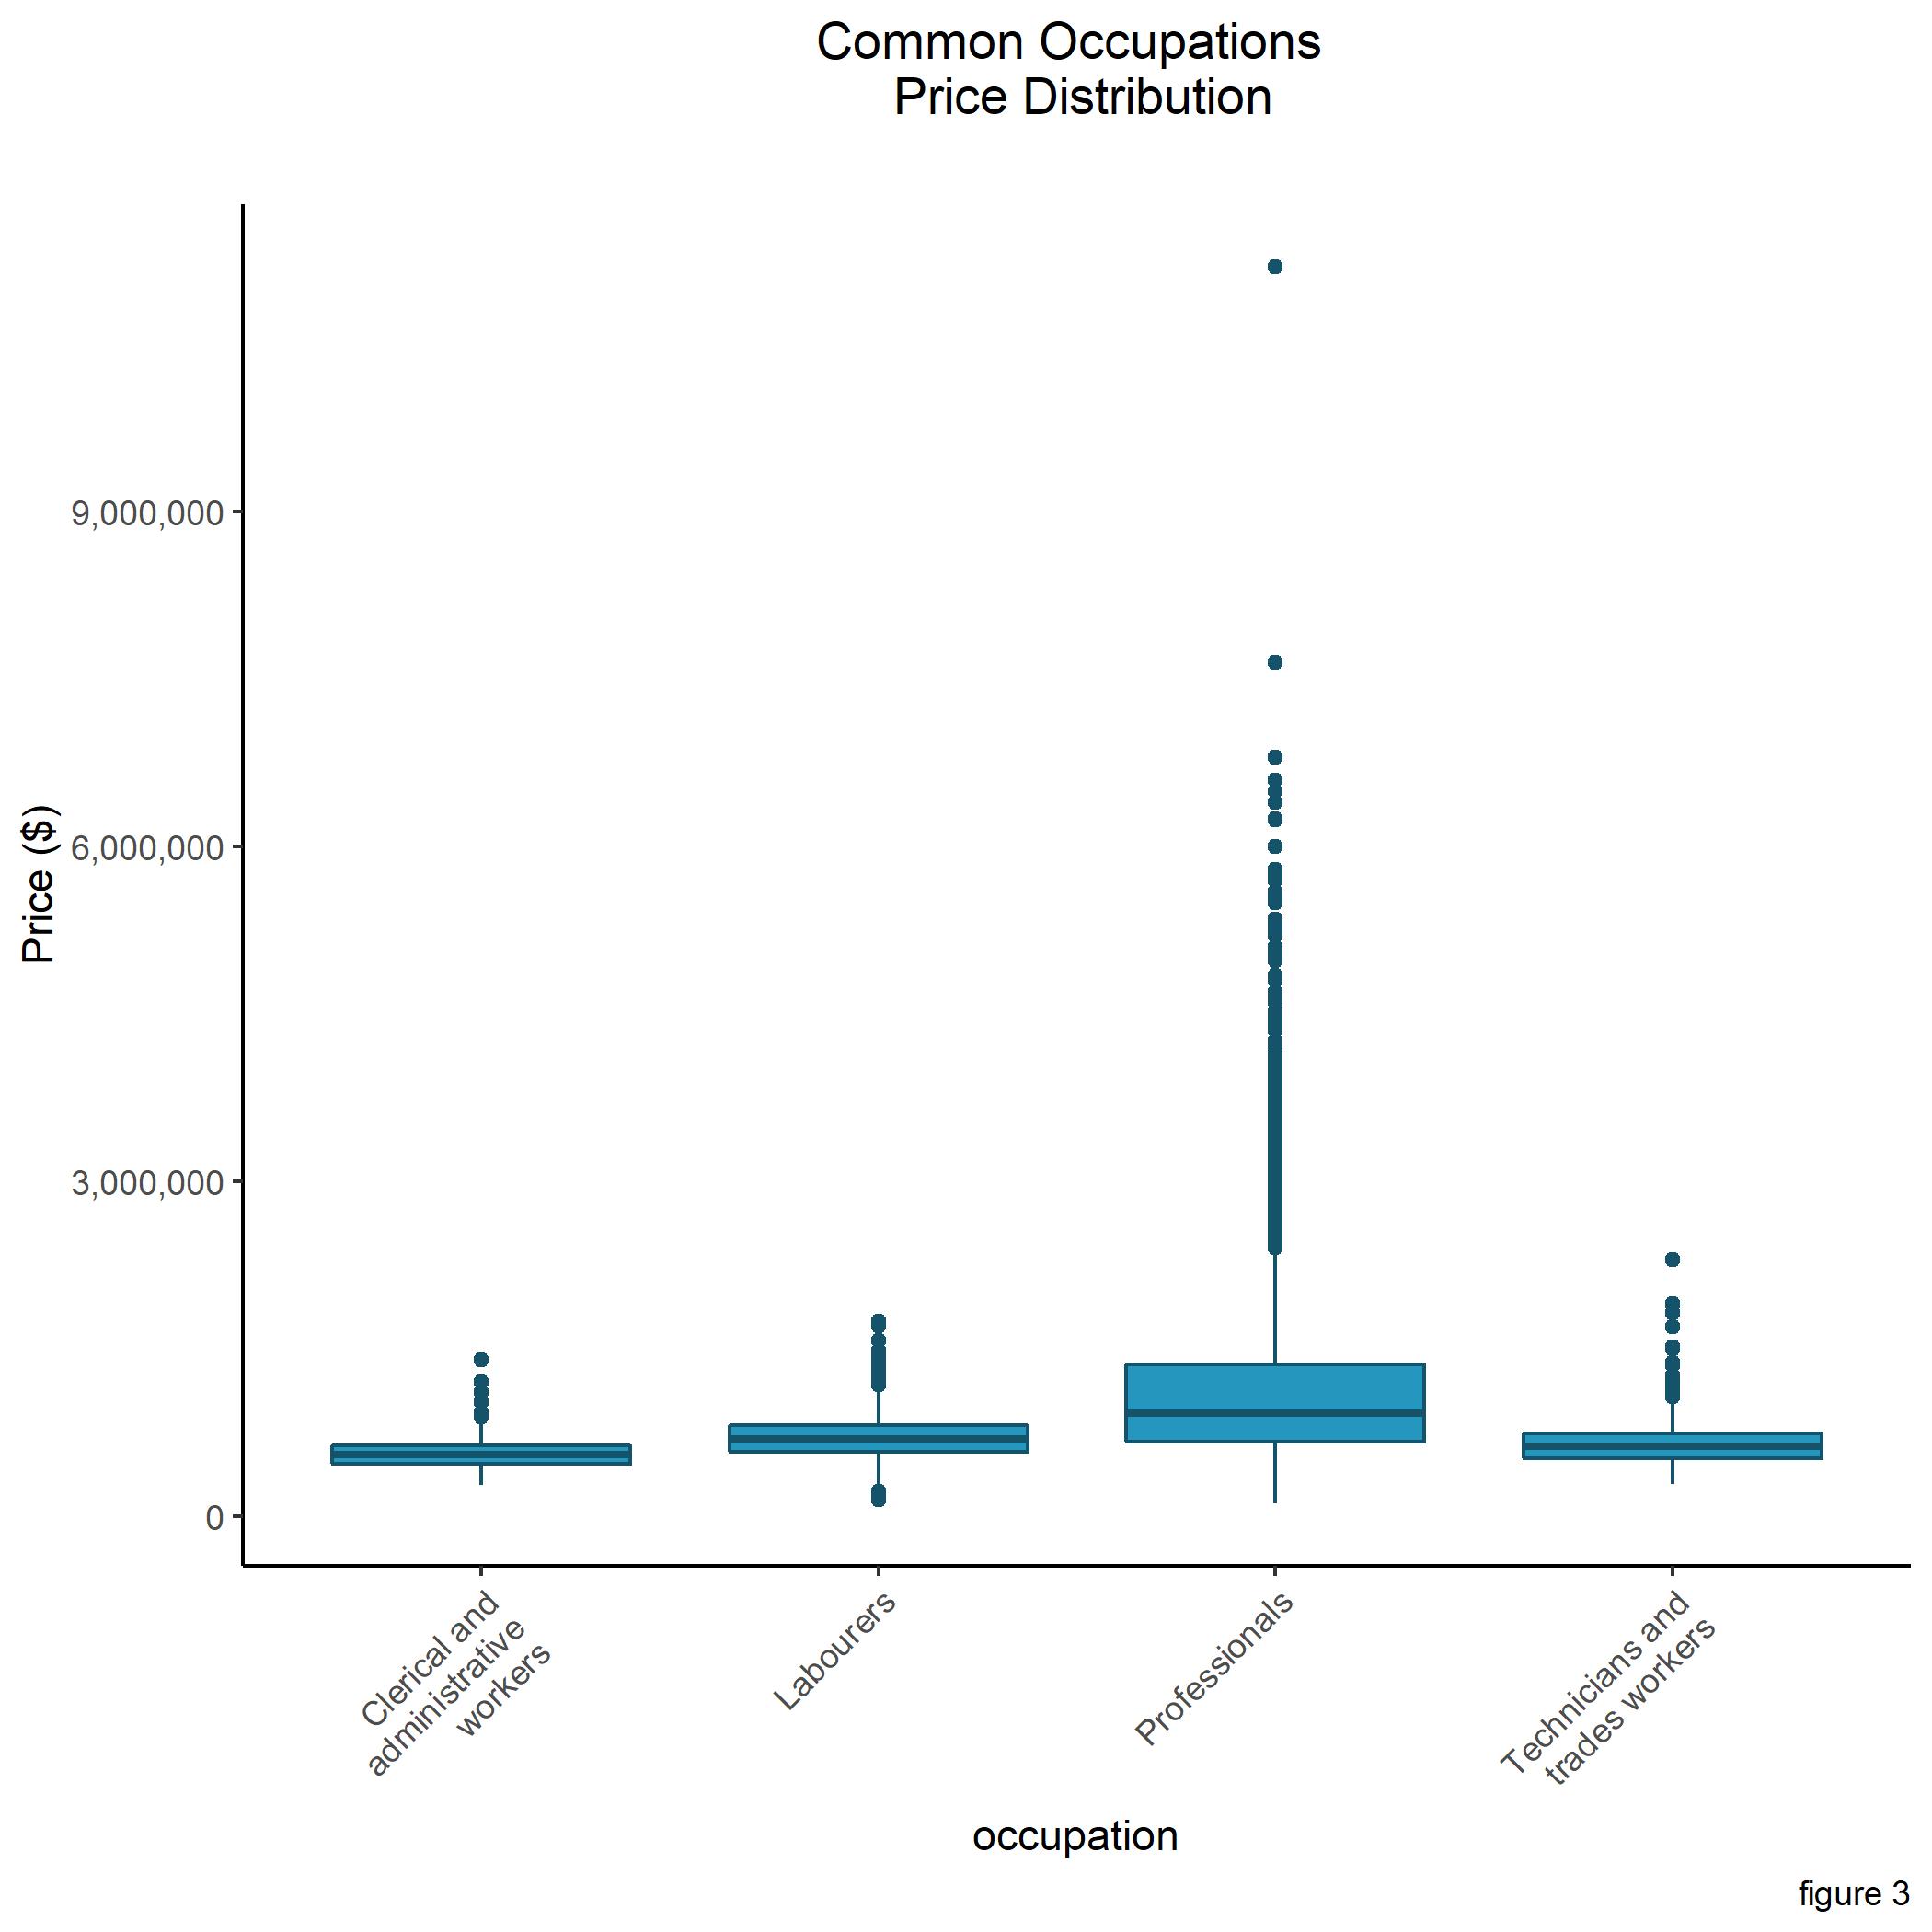 Common Occupations
Price Distribution
Price ($)
9,000,000
6,000,000
3,000,000
0
Clerical and
administrative
workers
Labourers
Professionals
Technicians and
trades workers
occupation
figure 3